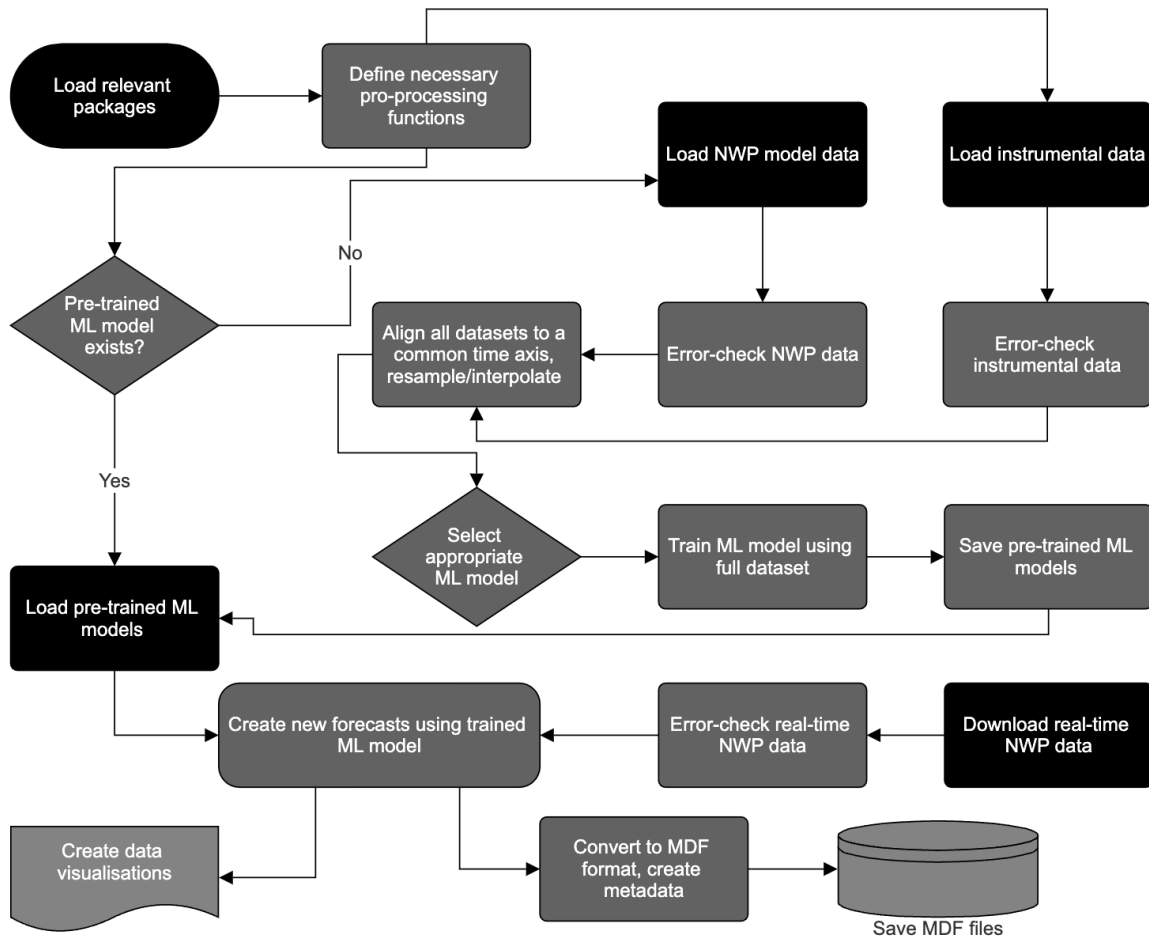 Load relevant
packages
Define necessary
pro-processing
functions
Load NWP model data
Load instrumental data
No
Yes
Pre-trained
ML model
exists?
Align all datasets to a
common time axis,
resample/interpolate
Error-check NWP data
Error-check
instrumental data
Select
appropriate
ML model
Train ML model using
full dataset
Save pre-trained ML
models
Load pre-trained ML
models
Create new forecasts using trained
ML model
Error-check real-time
NWP data
Download real-time
NWP data
Create data
visualisations
Convert to MDF
format, create
metadata
Save MDF files